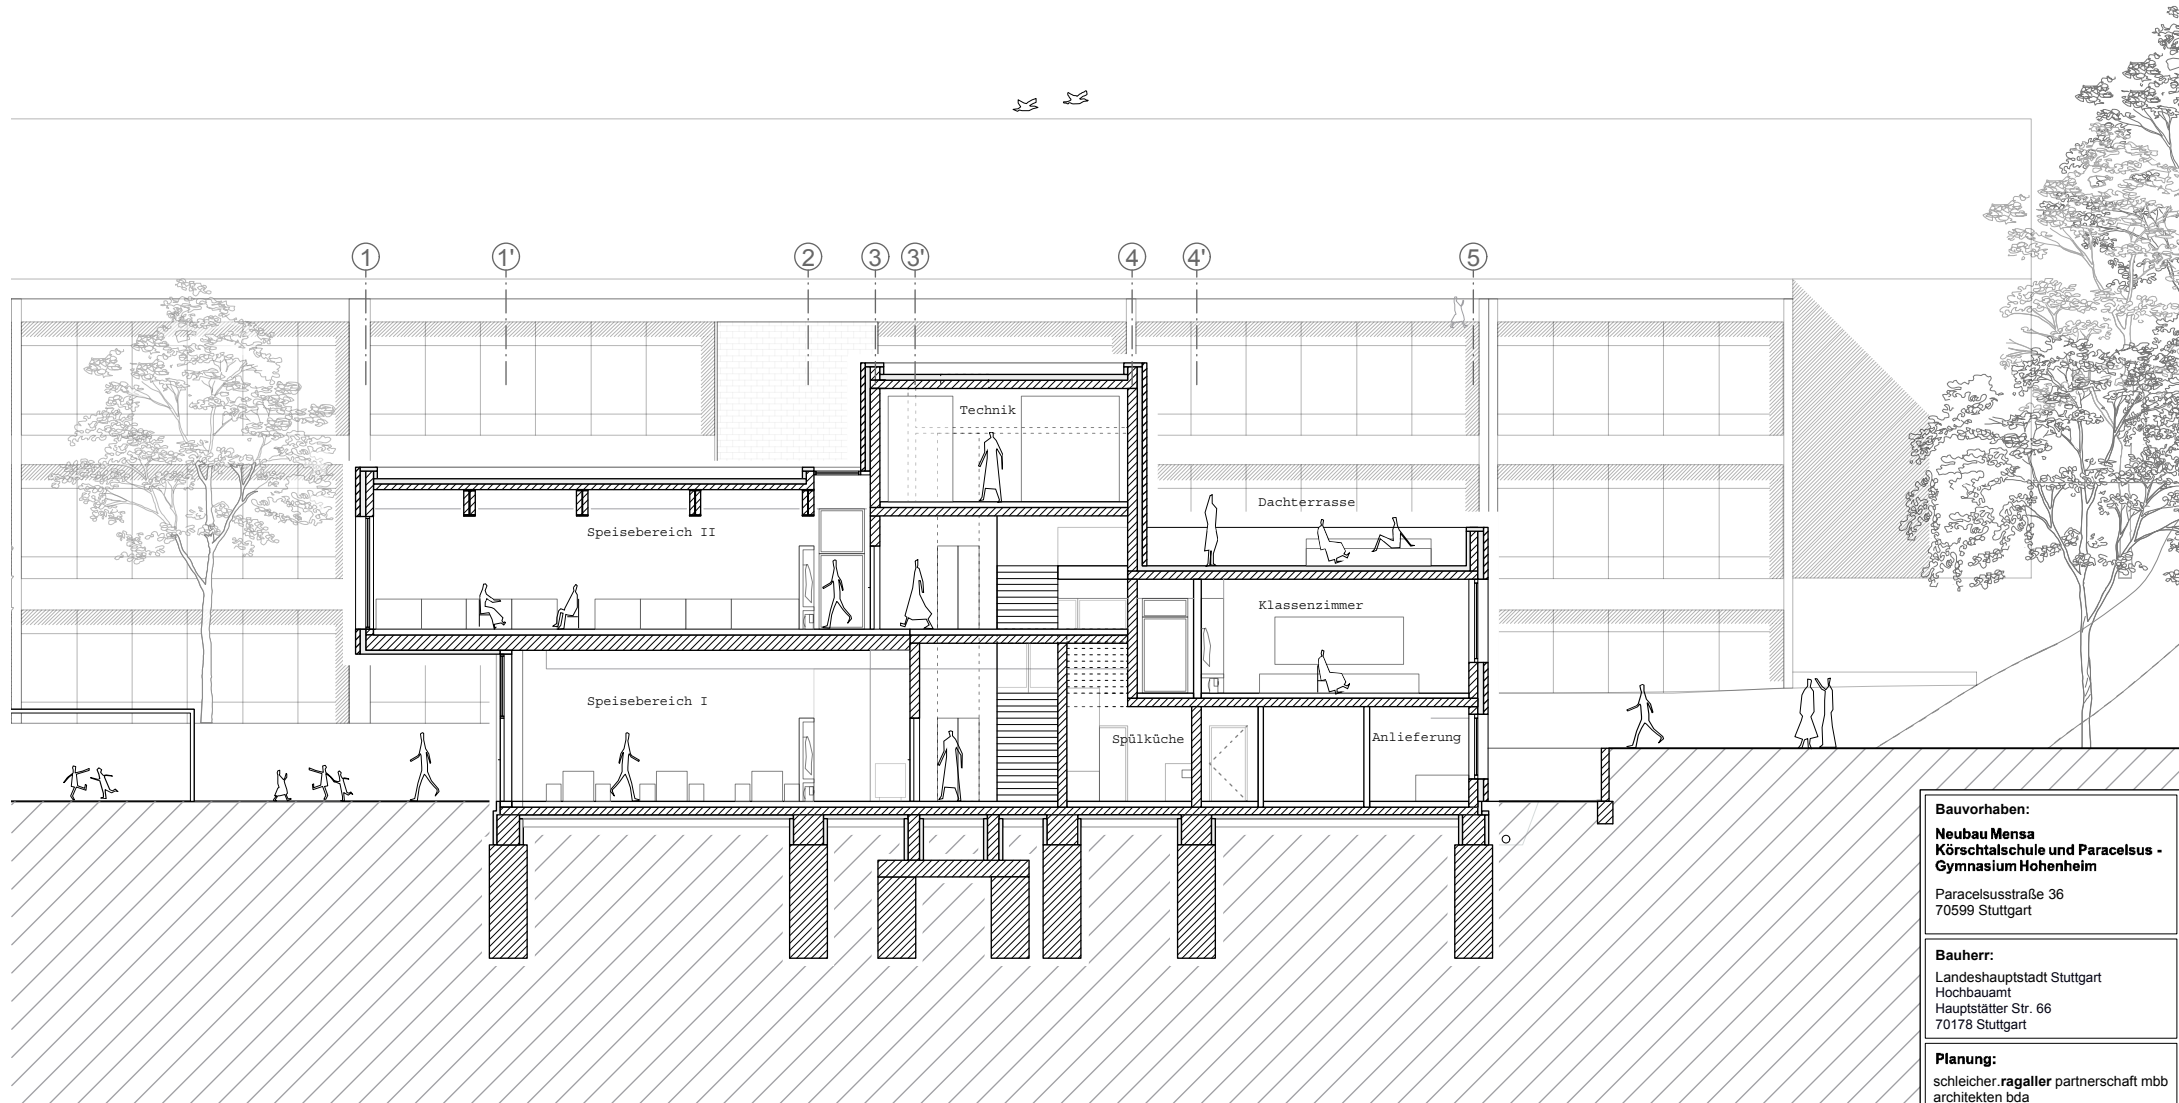 1
1'
2
3
3'
4
4'
5
Technik
Dachterrasse
Speisebereich II
Klassenzimmer
Speisebereich I
Spülküche
Anlieferung
Bauvorhaben:
Neubau Mensa
Körschtalschule und Paracelsus -
Gymnasium Hohenheim
Paracelsusstraße 36
70599 Stuttgart
Bauherr:
Landeshauptstadt Stuttgart
Hochbauamt
Hauptstätter Str. 66
70178 Stuttgart
Planung:
schleicher.ragaller partnerschaft mbb
architekten bda